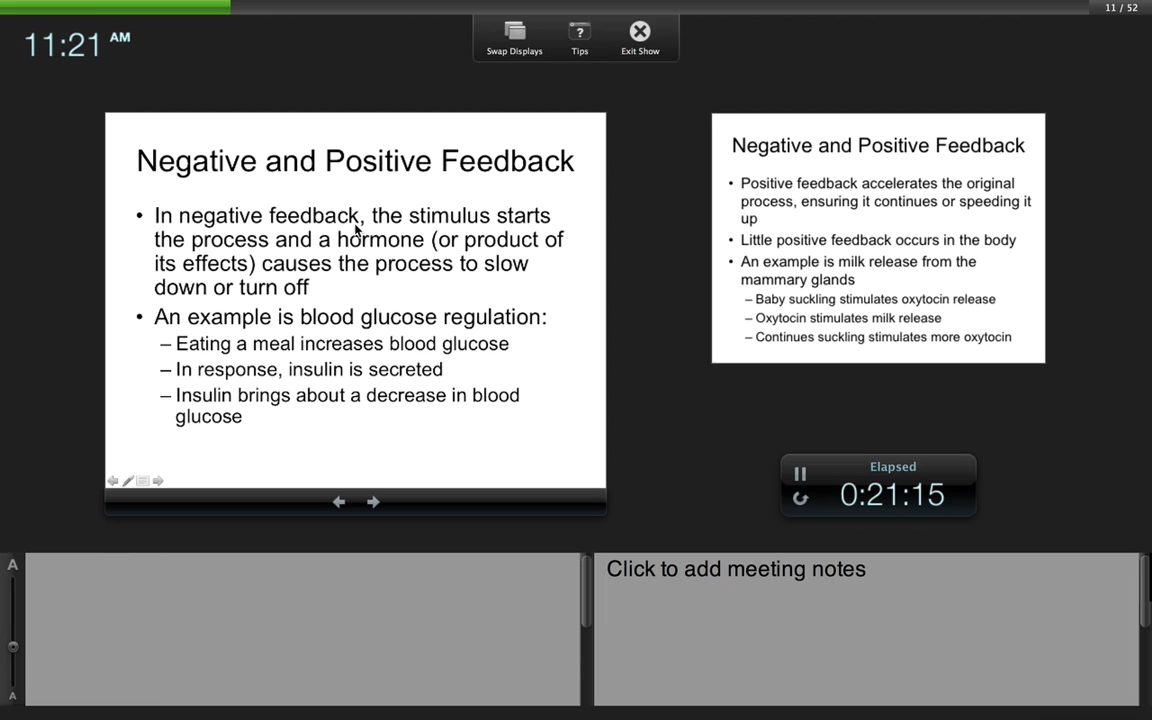 11 / 52
11:21 AM
Swap Displays
Tips
Exit Show
Negative and Positive Feedback
• In negative feedback, the stimulus starts
the process and a hormone (or product of
its effects) causes the process to slow
down or turn off
• An example is blood glucose regulation:
– Eating a meal increases blood glucose
– In response, insulin is secreted
– Insulin brings about a decrease in blood
glucose
Negative and Positive Feedback
• Positive feedback accelerates the original
process, ensuring it continues or speeding it
up
• Little positive feedback occurs in the body
• An example is milk release from the
mammary glands
– Baby suckling stimulates oxytocin release
– Oxytocin stimulates milk release
– Continues suckling stimulates more oxytocin
Elapsed
0:21:15
A
A
Click to add meeting notes